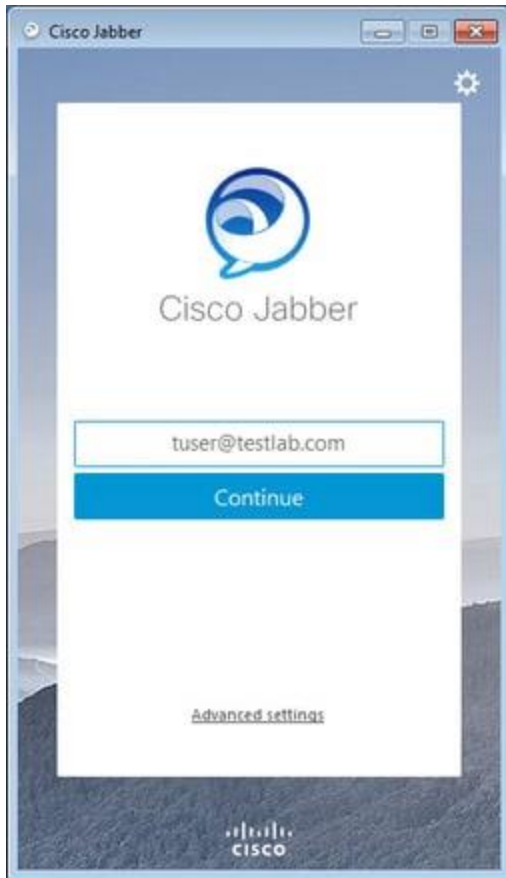 Cisco Jabber
Cisco Jabber
tuser@testlab.com
Continue
Advanced settings
CISCO